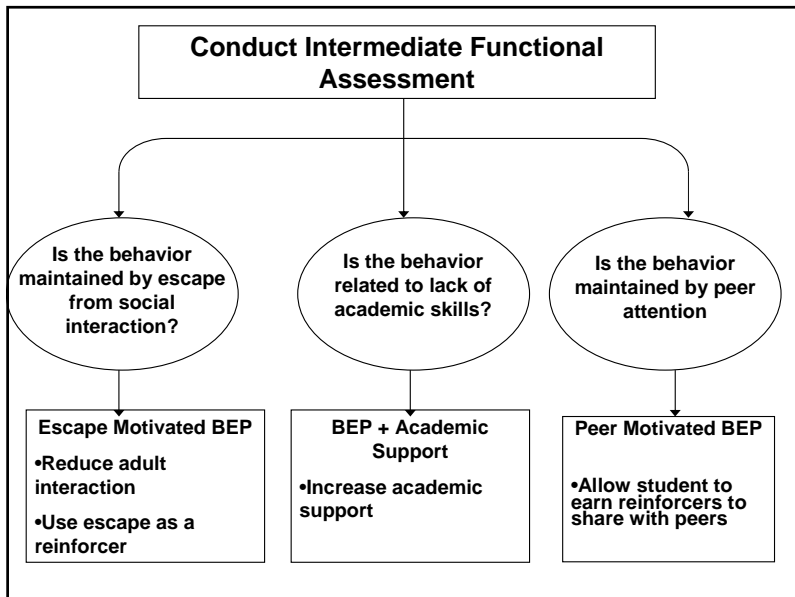 Conduct Intermediate Functional
Assessment
Is the behavior
maintained by escape
from social
interaction?
Is the behavior
related to lack of
academic skills?
Is the behavior
maintained by peer
attention
Escape Motivated BEP
•Reduce adult
interaction
•Use escape as a
reinforcer
BEP + Academic
Support
•Increase academic
support
Peer Motivated BEP
•Allow student to
earn reinforcers to
share with peers